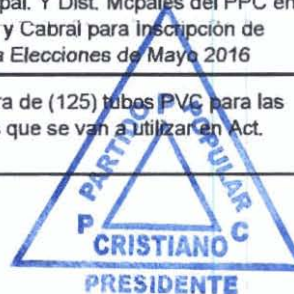 pal. Y Dist. Mcpales del PPC en
y Cabral para Inscripción de
Elecciones de Mayo 2016
ra de (125) tubos PVC para las
que se van a utilizar en Act.
PARTIDO POPULAR
P P C
CRISTIANO
PRESIDENTE